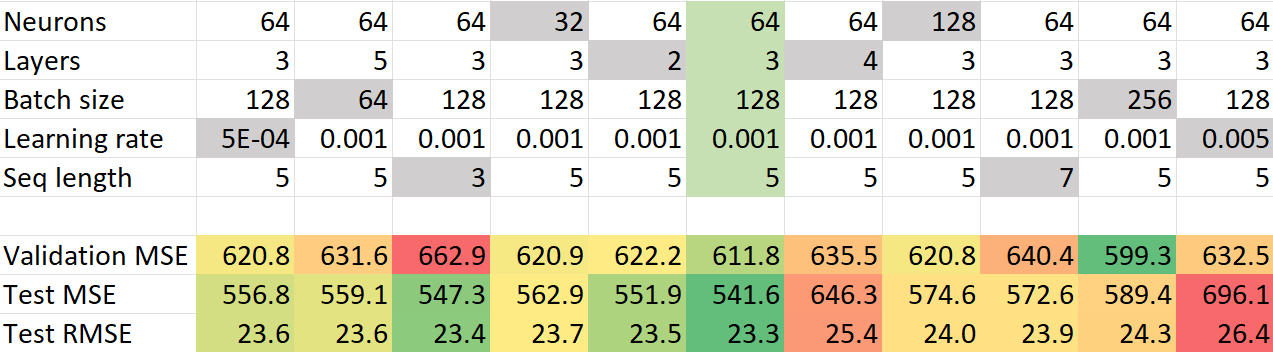 Neurons 64 64 64 32 64 64 64 128 64 64 64
Layers 3 5 3 3 2 3 4 3 3 3 3
Batch size 128 64 128 128 128 128 128 128 128 256 128
Learning rate 5E-04 0.001 0.001 0.001 0.001 0.001 0.001 0.001 0.001 0.001 0.005
Seq length 5 5 3 5 5 5 5 5 7 5 5
Validation MSE 620.8 631.6 662.9 620.9 622.2 611.8 635.5 620.8 640.4 599.3 632.5
Test MSE 556.8 559.1 547.3 562.9 551.9 541.6 646.3 574.6 572.6 589.4 696.1
Test RMSE 23.6 23.6 23.4 23.7 23.5 23.3 25.4 24.0 23.9 24.3 26.4